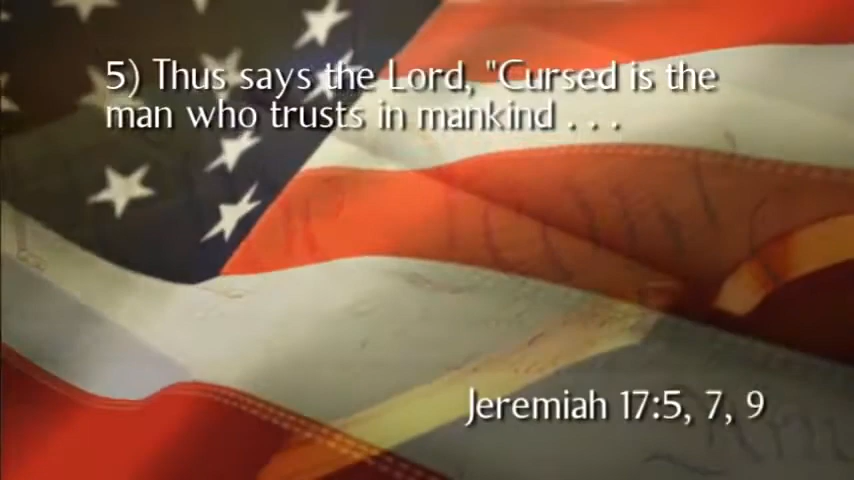 5) Thus says the Lord, "Cursed is the
man who trusts in mankind . . .
Jeremiah 17:5, 7, 9